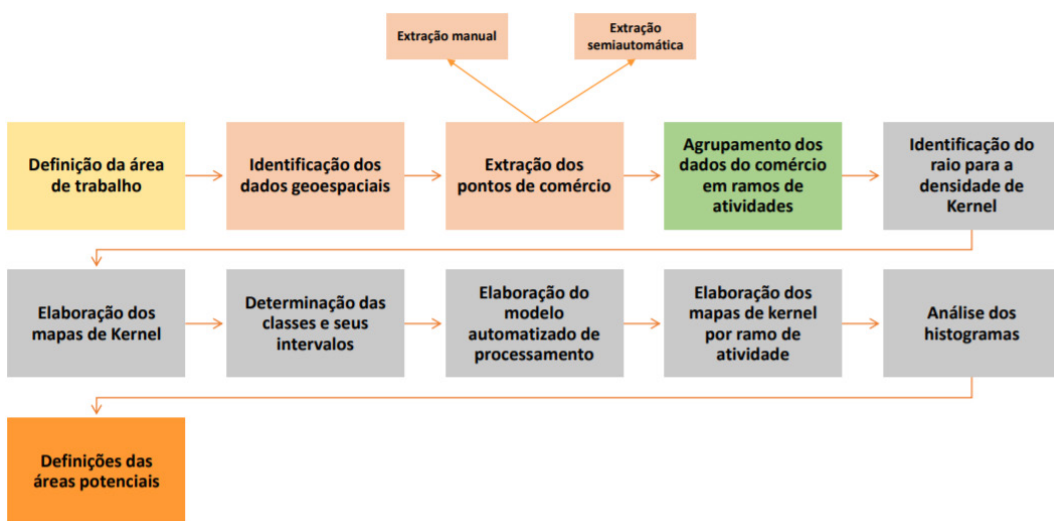 Extração manual
Extração
semiautomática
Definição da área
de trabalho
Identificação dos
dados geoespaciais
Extração dos
pontos de comércio
Agrupamento dos
dados do comércio
em ramos de
atividades
Identificação do
raio para a
densidade de
Kernel
Elaboração dos
mapas de Kernel
Determinação das
classes e seus
intervalos
Elaboração do
modelo
automatizado de
processamento
Elaboração dos
mapas de kernel
por ramo de
atividade
Análise dos
histogramas
Definições das
áreas potenciais